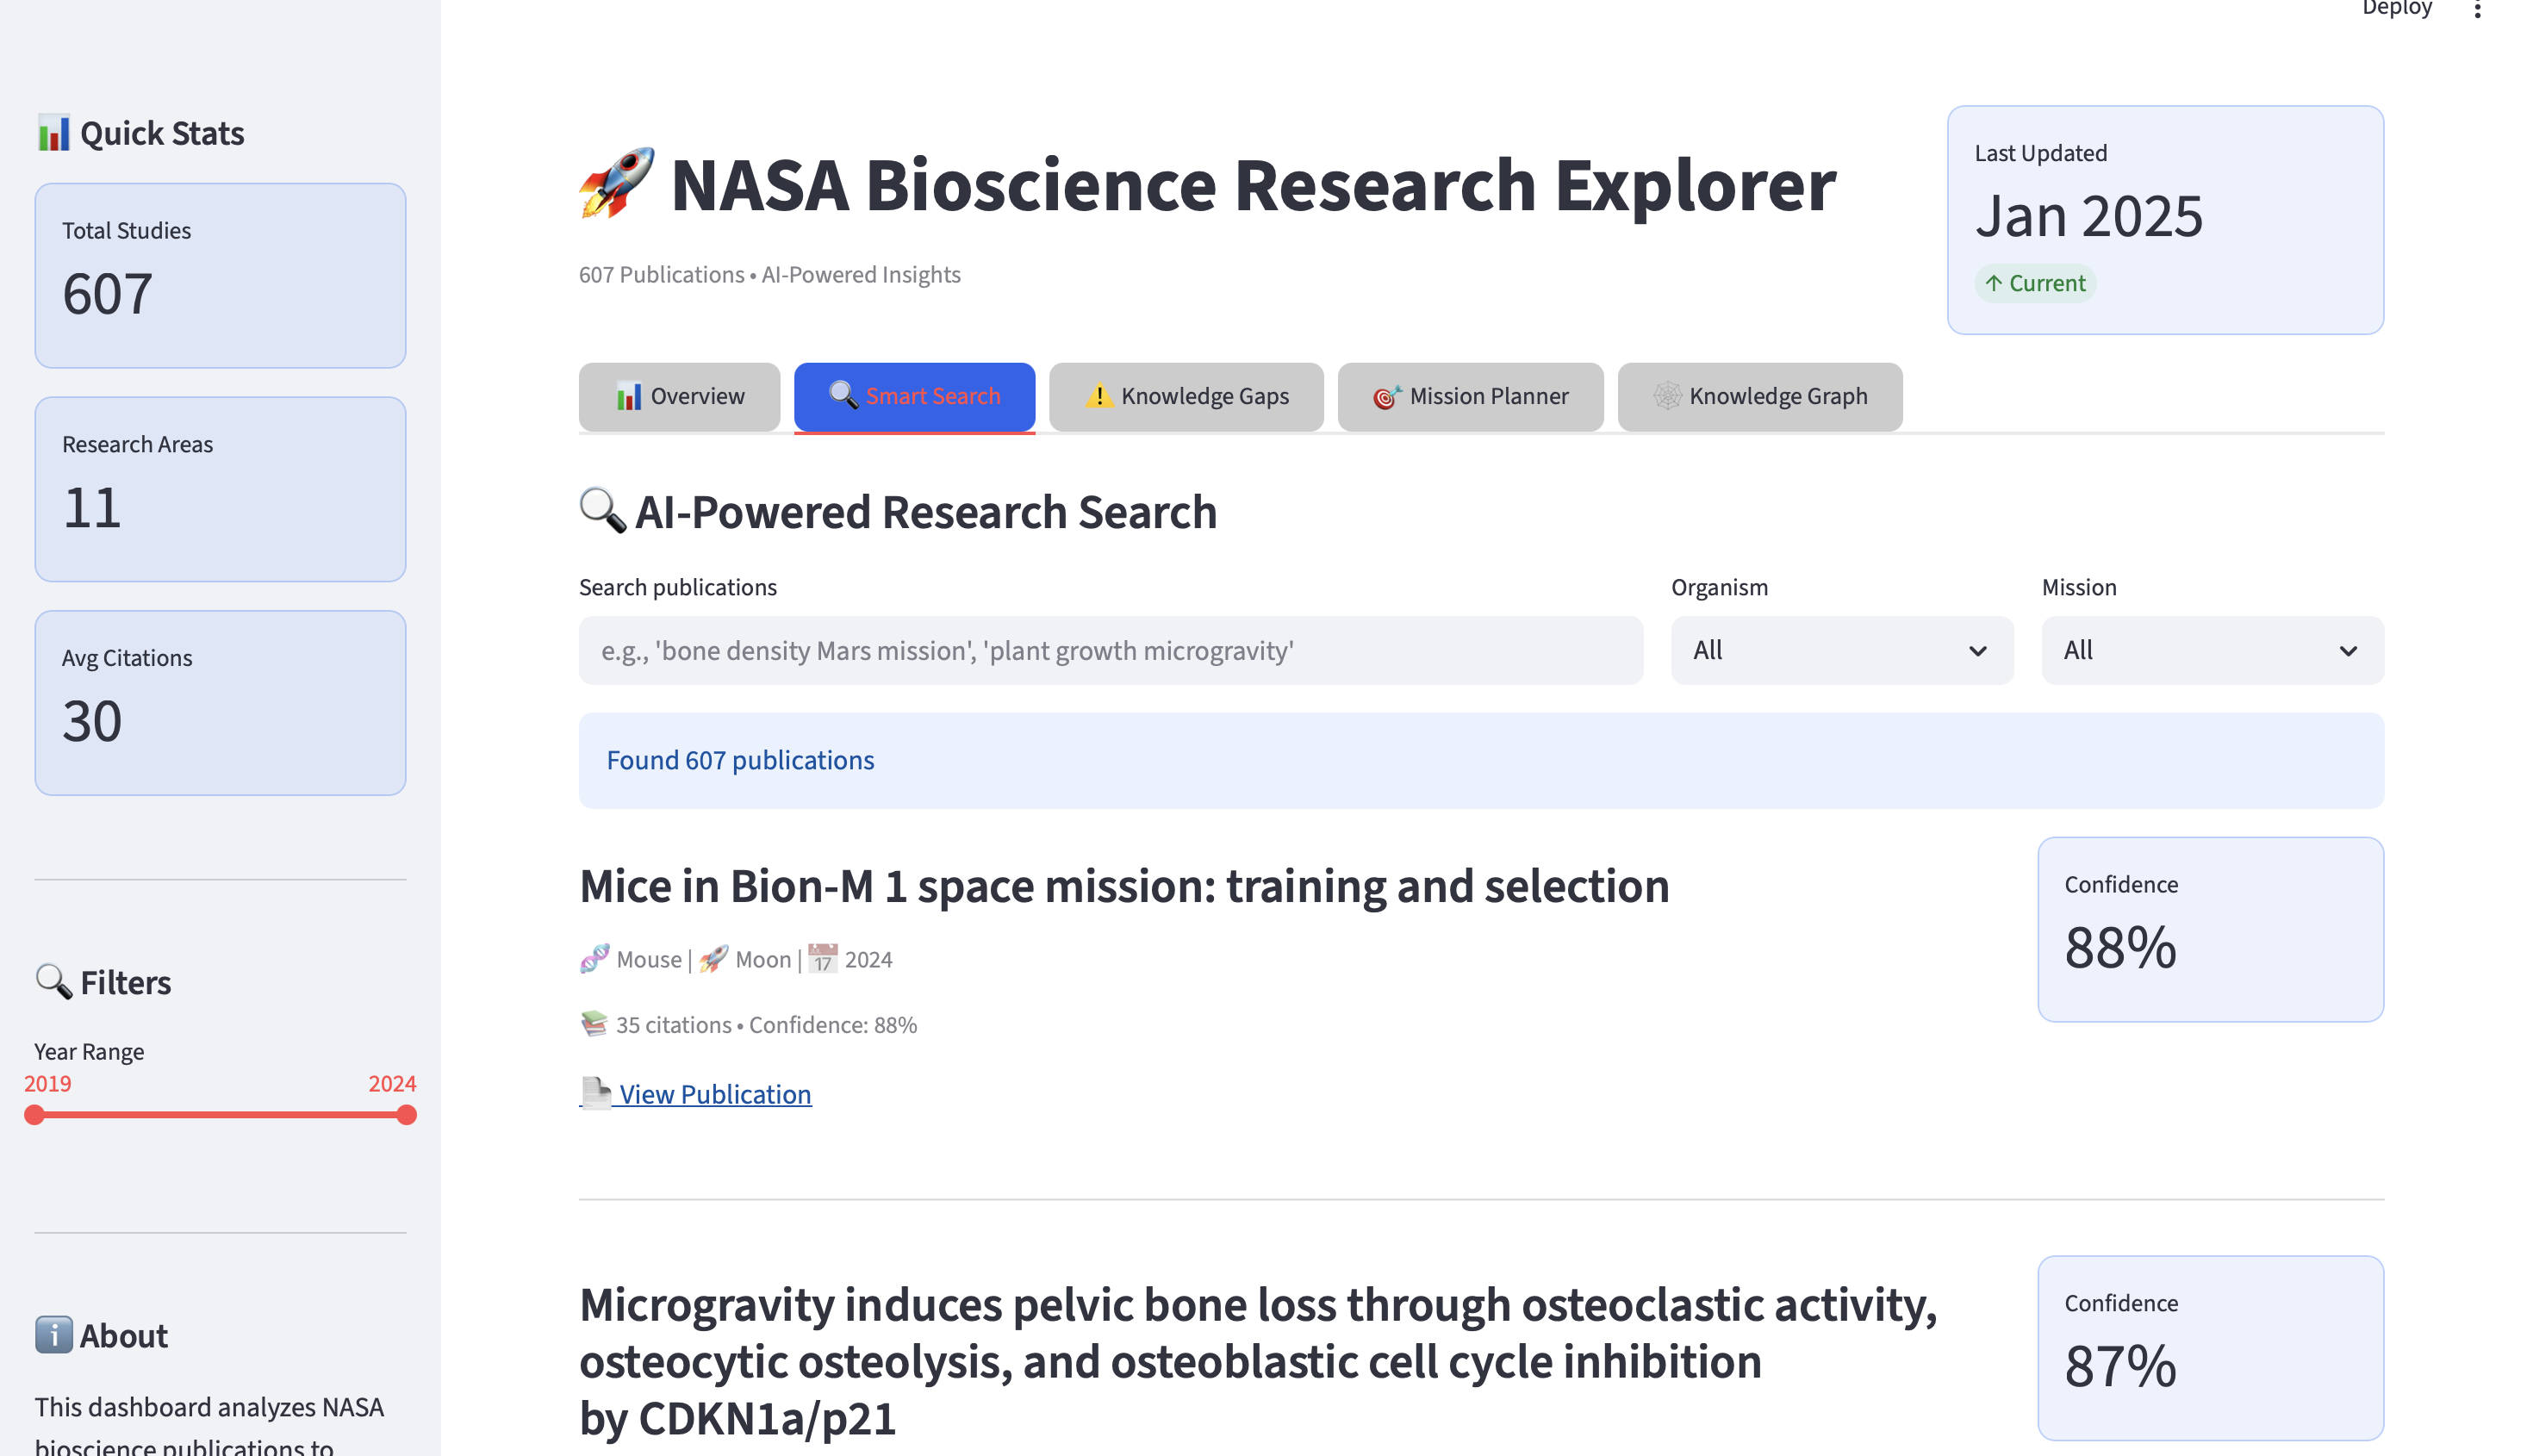 Deploy
Quick Stats
Total Studies
607
Research Areas
11
Avg Citations
30
Filters
Year Range
2019 2024
About
This dashboard analyzes NASA
bioscience publications to
NASA Bioscience Research Explorer
607 Publications • AI-Powered Insights
Last Updated
Jan 2025
↑ Current
Overview
Smart Search
Knowledge Gaps
Mission Planner
Knowledge Graph
AI-Powered Research Search
Search publications
e.g., 'bone density Mars mission', 'plant growth microgravity'
Organism
All
Mission
All
Found 607 publications
Mice in Bion-M 1 space mission: training and selection
Mouse | Moon | 17 2024
35 citations • Confidence: 88%
View Publication
Confidence
88%
Microgravity induces pelvic bone loss through osteoclastic activity,
osteocytic osteolysis, and osteoblastic cell cycle inhibition
by CDKN1a/p21
Confidence
87%